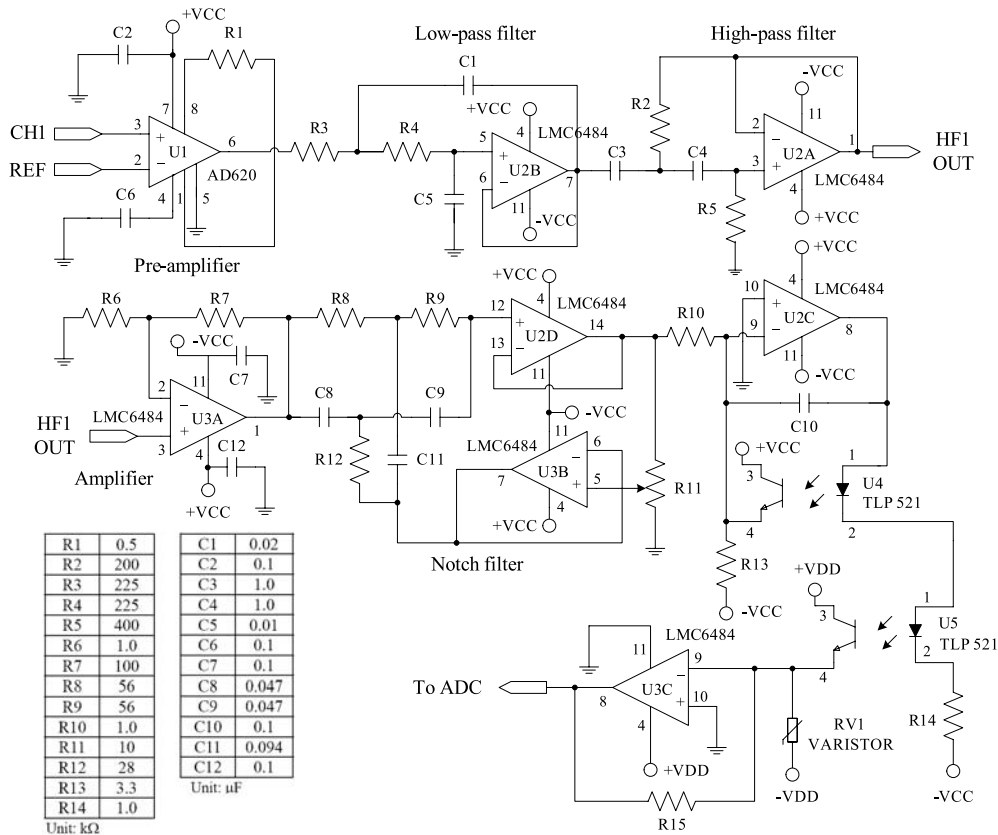 +VCC
C2
R1
Low-pass filter
High-pass filter
C1
-VCC
7
8
+VCC
R2
11
CH1
3
+
U1
6
R3
R4
4
LMC6484
5
+
U2B
6
−
7
C3
C4
2
−
U2A
3
+
1
HF1
OUT
REF
2
−
AD620
C6
4
1
5
C5
11
-VCC
R5
4
LMC6484
+VCC
Pre-amplifier
+VCC
R6
R7
R8
R9
+VCC
4
LMC6484
12
+
U2D
14
13
−
11
R10
10
+
U2C
9
−
4
LMC6484
8
11
-VCC
-VCC
11
C7
2
−
LMC6484
U3A
HF1
OUT
3
+
1
4
C12
+VCC
Amplifier
C8
C9
R12
C11
-VCC
LMC6484
11
6
−
U3B
7
5
+
4
+VCC
R11
Notch filter
C10
+VCC
3
4
1
U4
TLP 521
2
R13
-VCC
+VDD
3
4
1
U5
TLP 521
2
R14
-VCC
LMC6484
11
9
−
U3C
10
+
8
4
+VDD
To ADC
RV1
VARISTOR
-VDD
R15
R1 0.5
R2 200
R3 225
R4 225
R5 400
R6 1.0
R7 100
R8 56
R9 56
R10 1.0
R11 10
R12 28
R13 3.3
R14 1.0
Unit: kΩ
C1 0.02
C2 0.1
C3 1.0
C4 1.0
C5 0.01
C6 0.1
C7 0.1
C8 0.047
C9 0.047
C10 0.1
C11 0.094
C12 0.1
Unit: μF